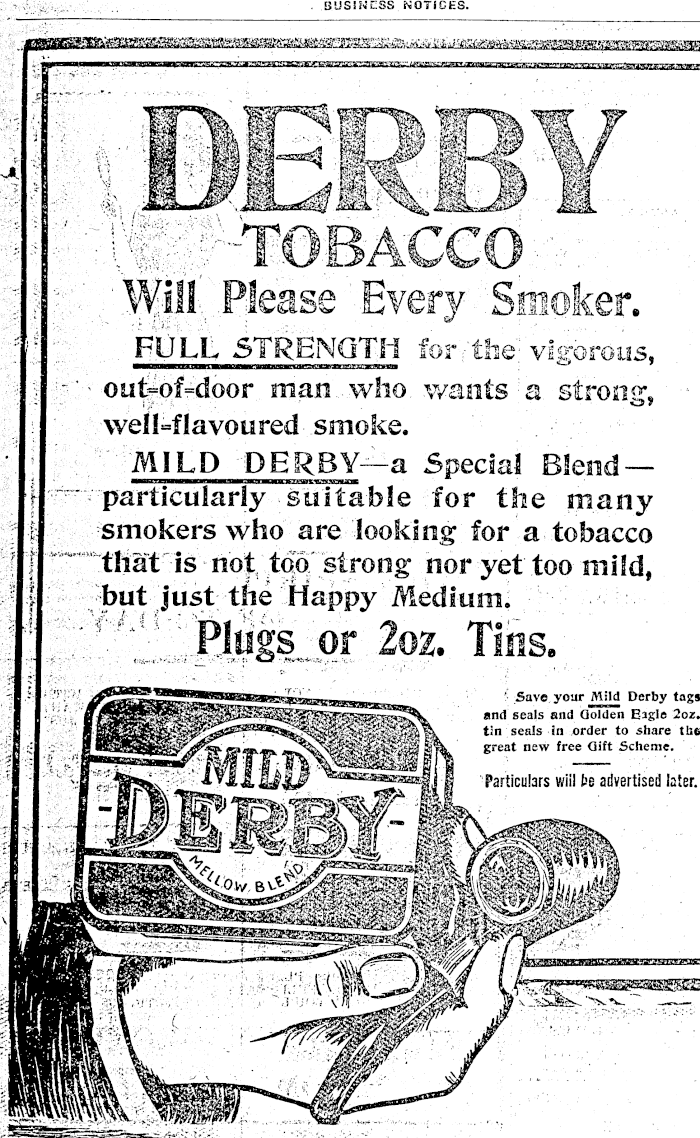 BUSINESS NOTICES.
DERBY
TOBACCO
Will Please Every Smoker.
FULL STRENGTH for the vigorous,
out=of=door man who wants a strong,
well=flavoured smoke.
MILD DERBY—a Special Blend—
particularly suitable for the many
smokers who are looking for a tobacco
that is not too strong nor yet too mild,
but just the Happy Medium.
Plugs or 2oz. Tins.
Save your Mild Derby tags
and seals and Golden Eagle 2oz.
tin seals in order to share the
great new free Gift Scheme.
Particulars will be advertised later.
MILD
-DERBY-
MELLOW BLEND